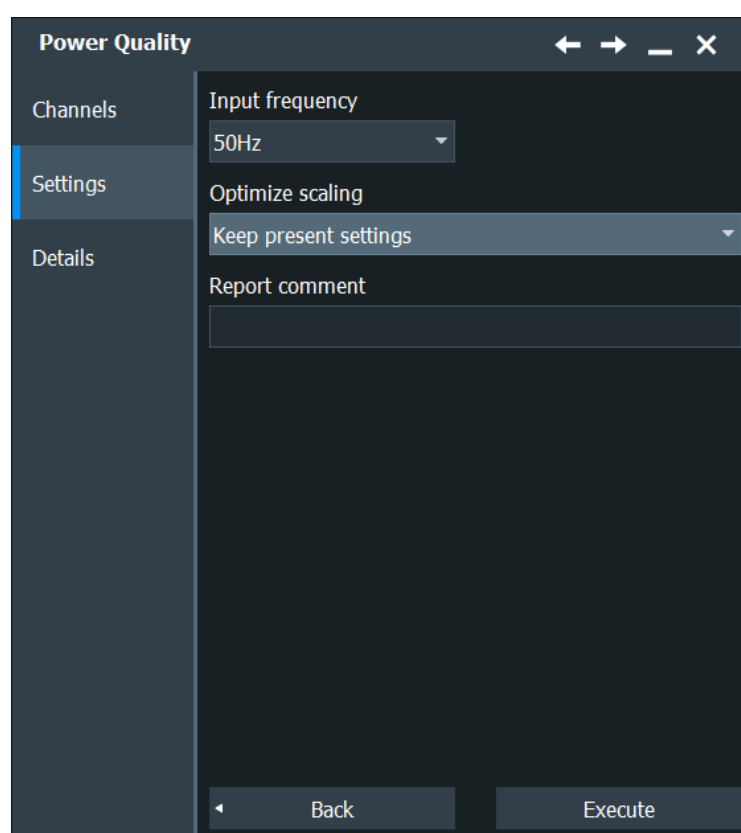 Power Quality
Channels
Settings
Details
Input frequency
50Hz
Optimize scaling
Keep present settings
Report comment
Back
Execute